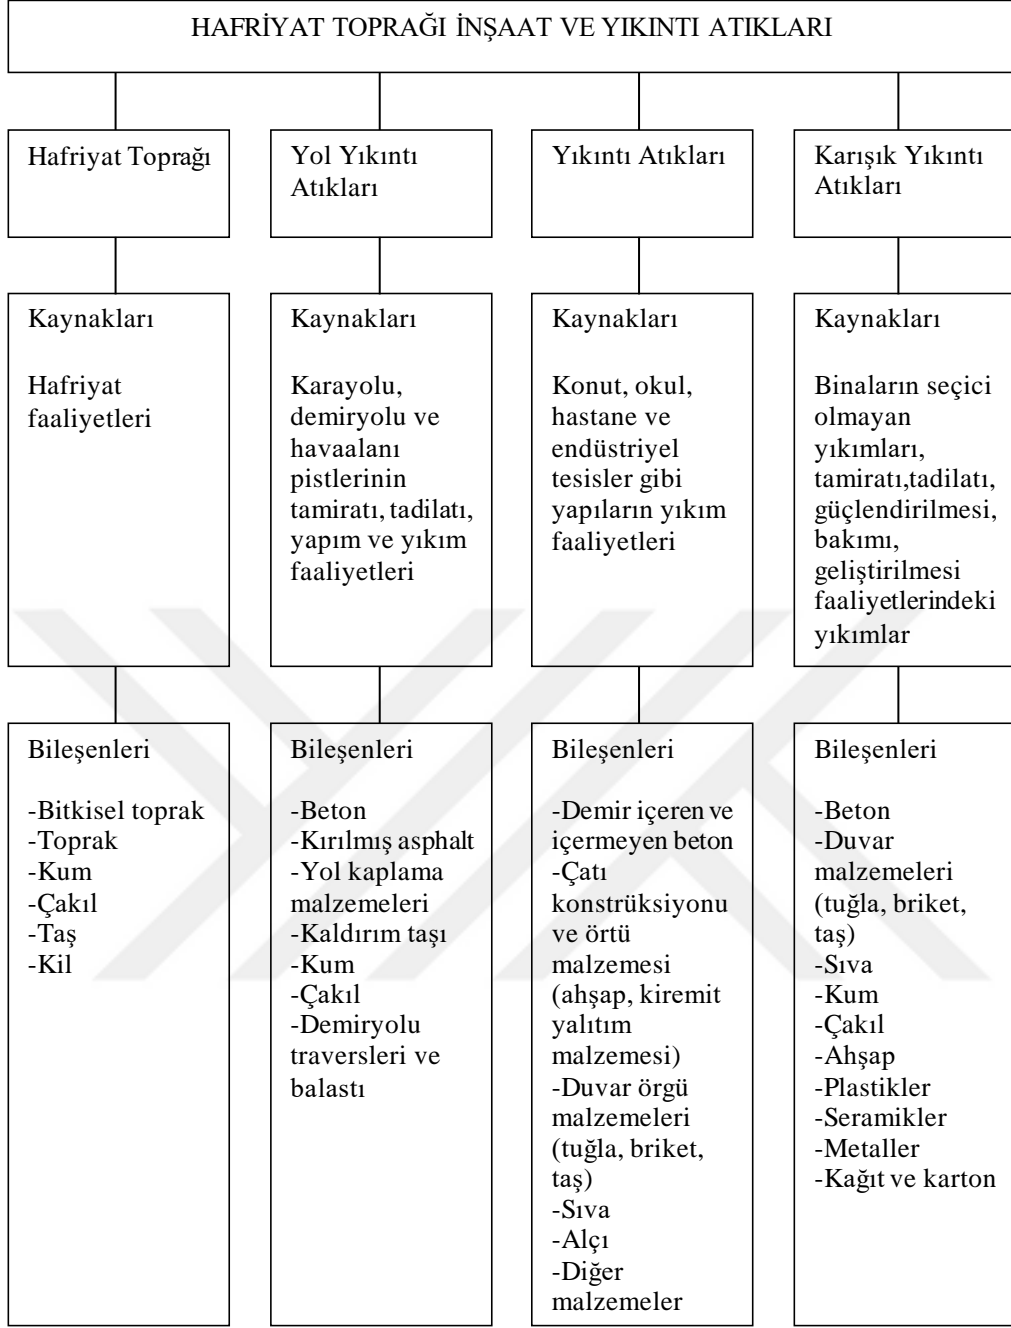 HAFRİYAT TOPRAĞI İNŞAAT VE YIKINTI ATIKLARI
Hafriyat Toprağı
Yol Yıkıntı
Atıkları
Yıkıntı Atıkları
Karışık Yıkıntı
Atıkları
Kaynakları
Hafriyat
faaliyetleri
Kaynakları
Karayolu,
demiryolu ve
havaalanı
pistlerinin
tamiratı, tadilatı,
yapım ve yıkım
faaliyetleri
Kaynakları
Konut, okul,
hastane ve
endüstriyel
tesisler gibi
yapıların yıkım
faaliyetleri
Kaynakları
Binaların seçici
olmayan
yıkımları,
tamiratı,tadilatı,
güçlendirilmesi,
bakımı,
geliştirilmesi
faaliyetlerindeki
yıkımlar
Bileşenleri
-Bitkisel toprak
-Toprak
-Kum
-Çakıl
-Taş
-Kil
Bileşenleri
-Beton
-Kırılmış asphalt
-Yol kaplama
malzemeleri
-Kaldırım taşı
-Kum
-Çakıl
-Demiryolu
traversleri ve
balastı
Bileşenleri
-Demir içeren ve
içermeyen beton
-Çatı
konstrüksiyonu
ve örtü
malzemesi
(ahşap, kiremit
yalıtım
malzemesi)
-Duvar örgü
malzemeleri
(tuğla, briket,
taş)
-Sıva
-Alçı
-Diğer
malzemeler
Bileşenleri
-Beton
-Duvar
malzemeleri
(tuğla, briket,
taş)
-Sıva
-Kum
-Çakıl
-Ahşap
-Plastikler
-Seramikler
-Metaller
-Kağıt ve karton